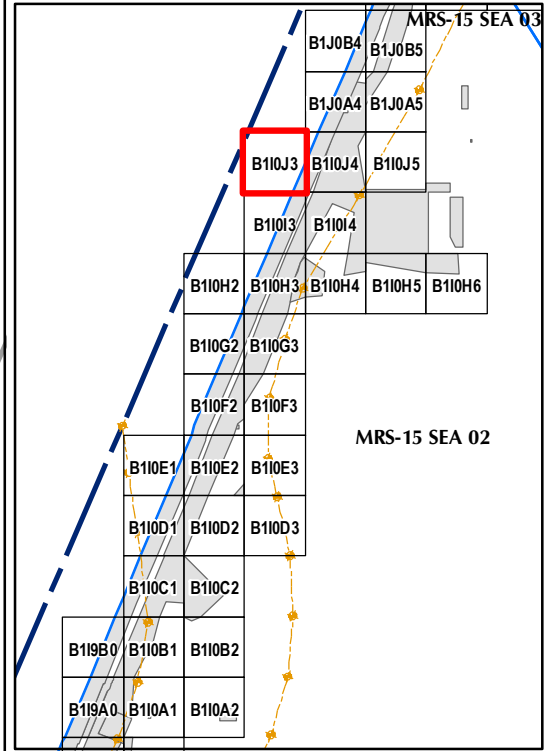 MRS-15 SEA 03
B1J0B4 B1J0B5
B1J0A4 B1J0A5
B1I0J3 B1I0J4 B1I0J5
B1I0I3 B1I0I4
B1I0H2 B1I0H3 B1I0H4 B1I0H5 B1I0H6
B1I0G2 B1I0G3
B1I0F2 B1I0F3
MRS-15 SEA 02
B1I0E1 B1I0E2 B1I0E3
B1I0D1 B1I0D2 B1I0D3
B1I0C1 B1I0C2
B1I9B0 B1I0B1 B1I0B2
B1I9A0 B1I0A1 B1I0A2